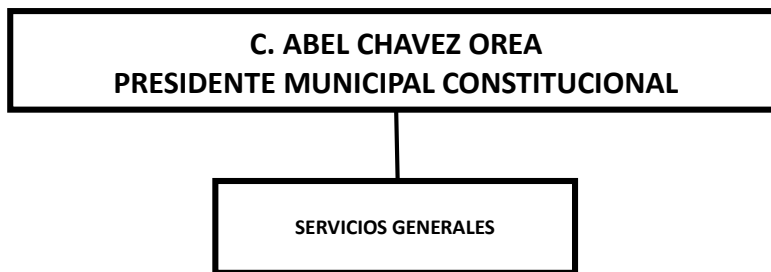 C. ABEL CHAVEZ OREA
PRESIDENTE MUNICIPAL CONSTITUCIONAL
SERVICIOS GENERALES